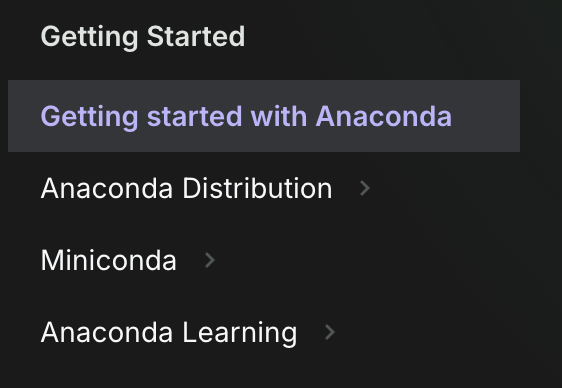 Getting Started
Getting started with Anaconda
Anaconda Distribution
Miniconda
Anaconda Learning